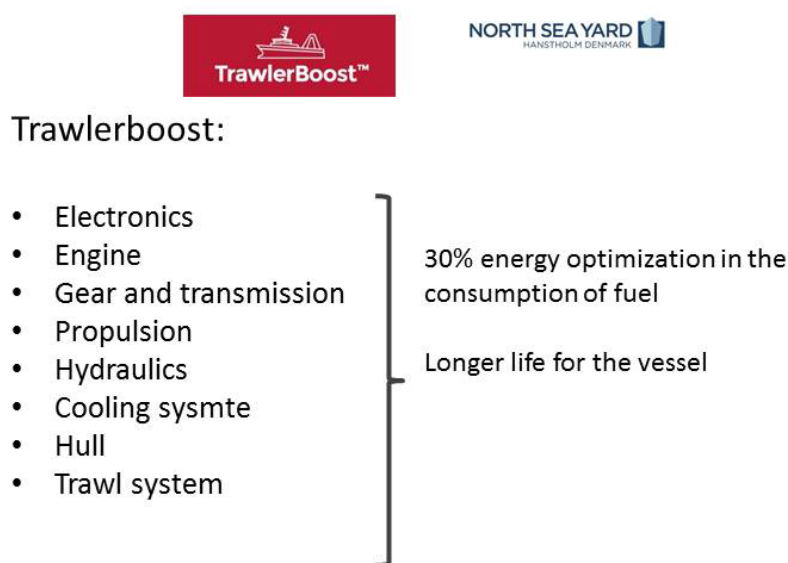 TrawlerBoost™
NORTH SEA YARD
HANSTHOLM DENMARK
Trawlerboost:
• Electronics
• Engine
• Gear and transmission
• Propulsion
• Hydraulics
• Cooling sysmte
• Hull
• Trawl system
30% energy optimization in the
consumption of fuel
Longer life for the vessel